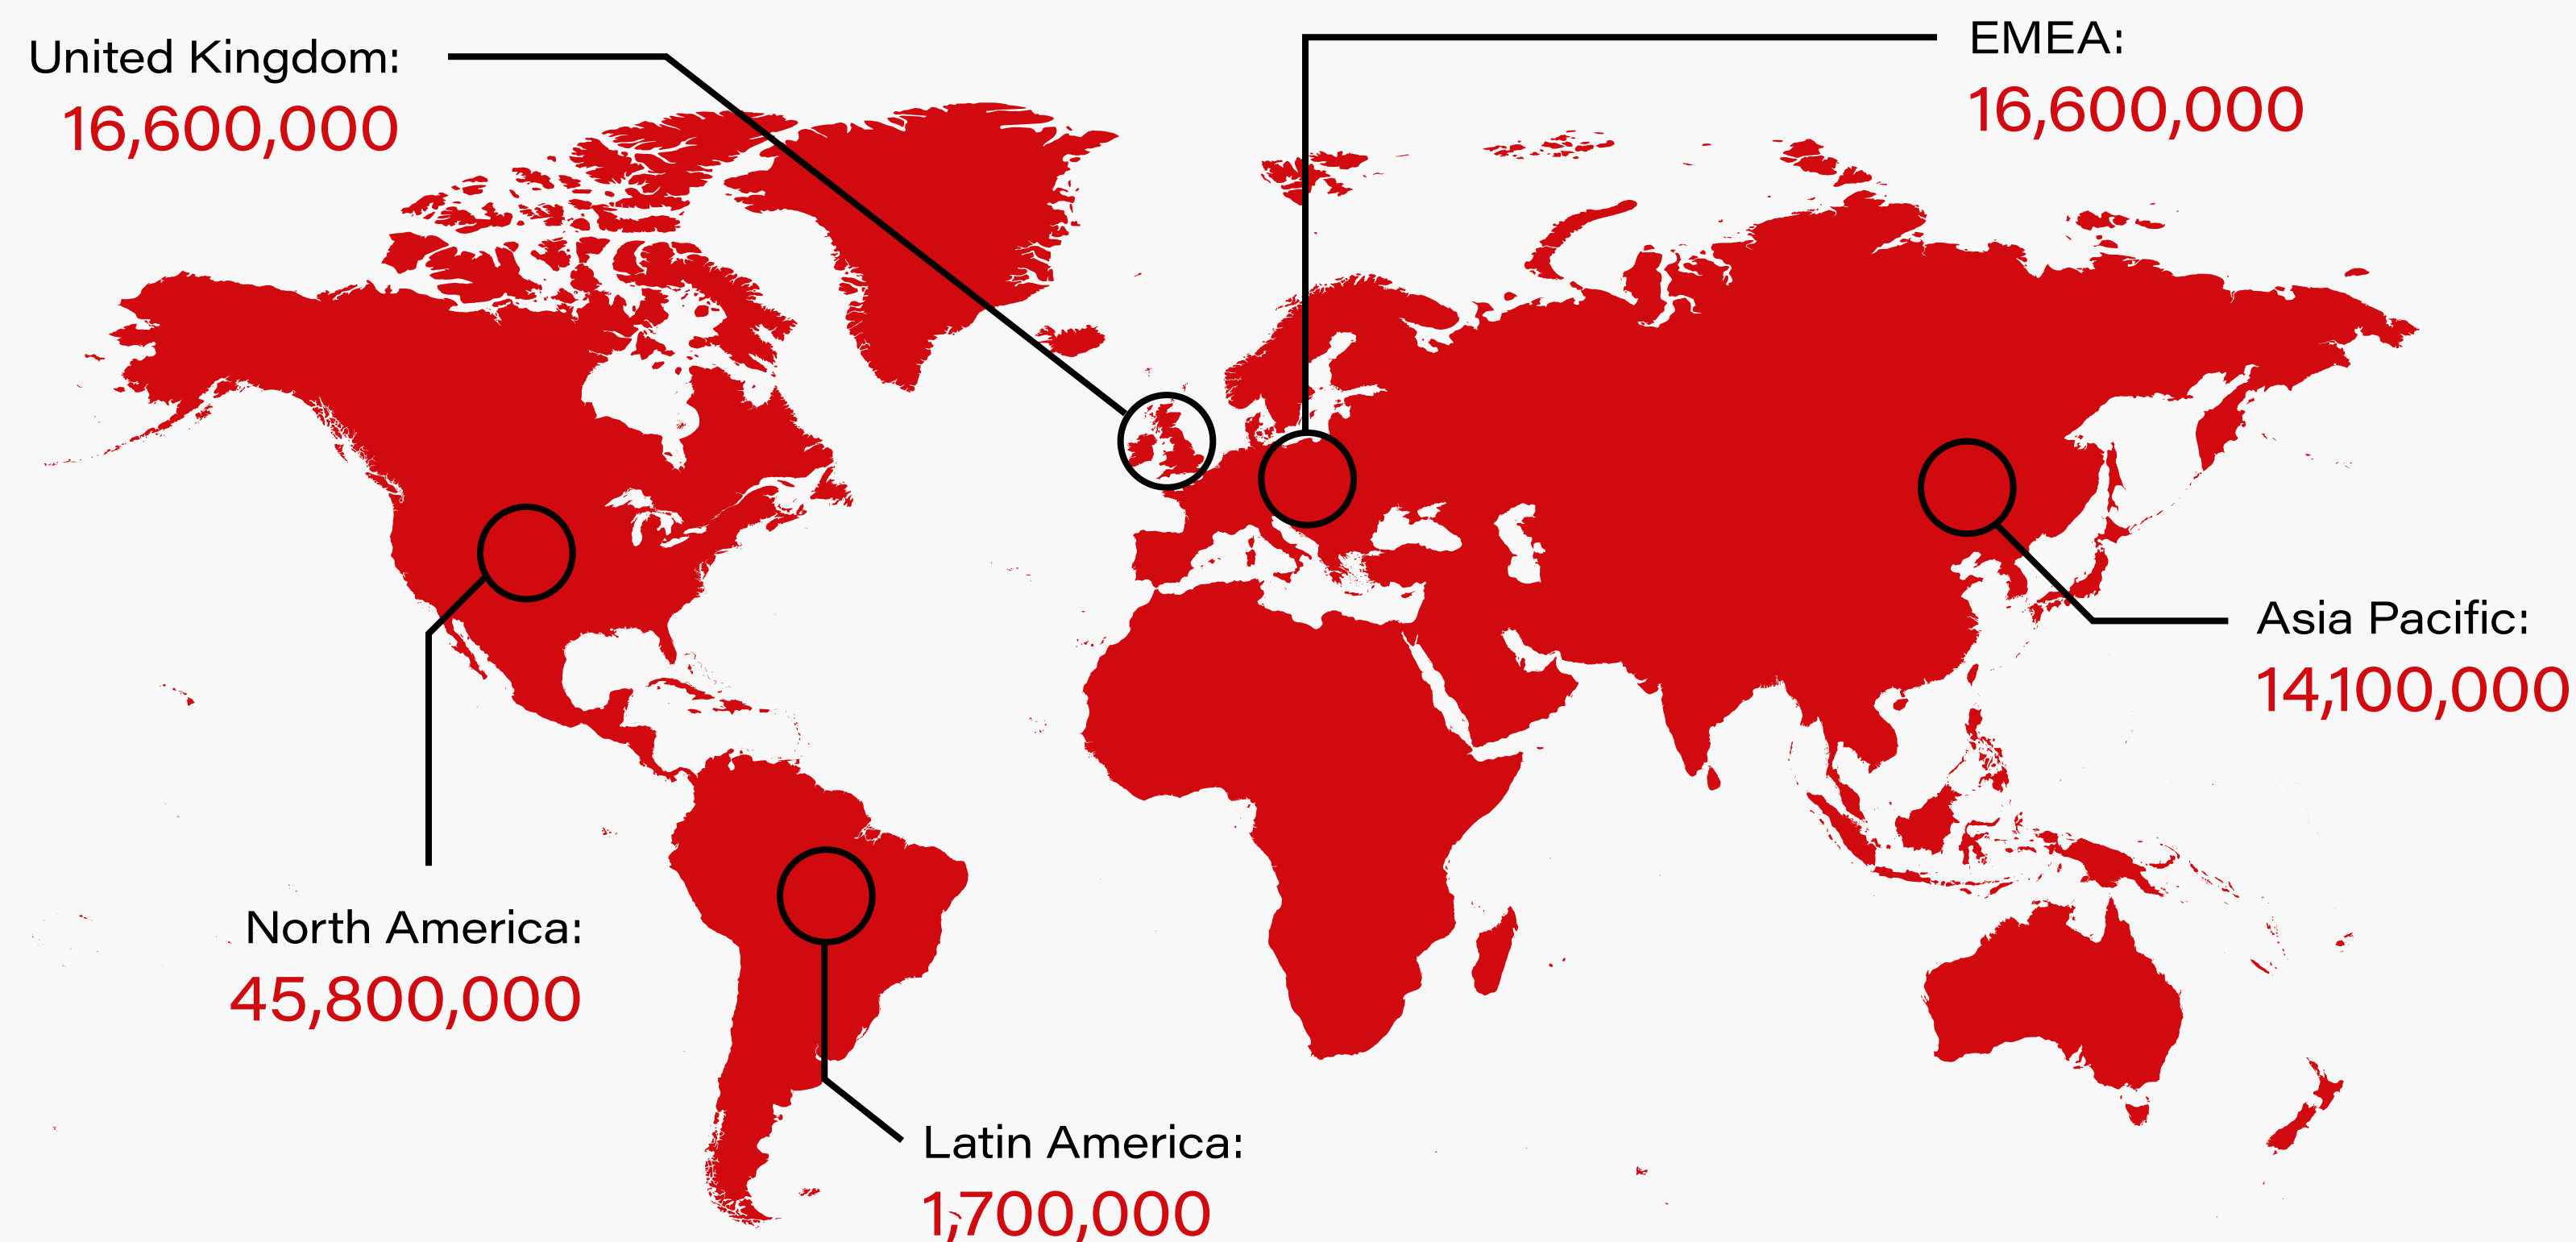 United Kingdom:
16,600,000
EMEA:
16,600,000
Asia Pacific:
14,100,000
North America:
45,800,000
Latin America:
1,700,000